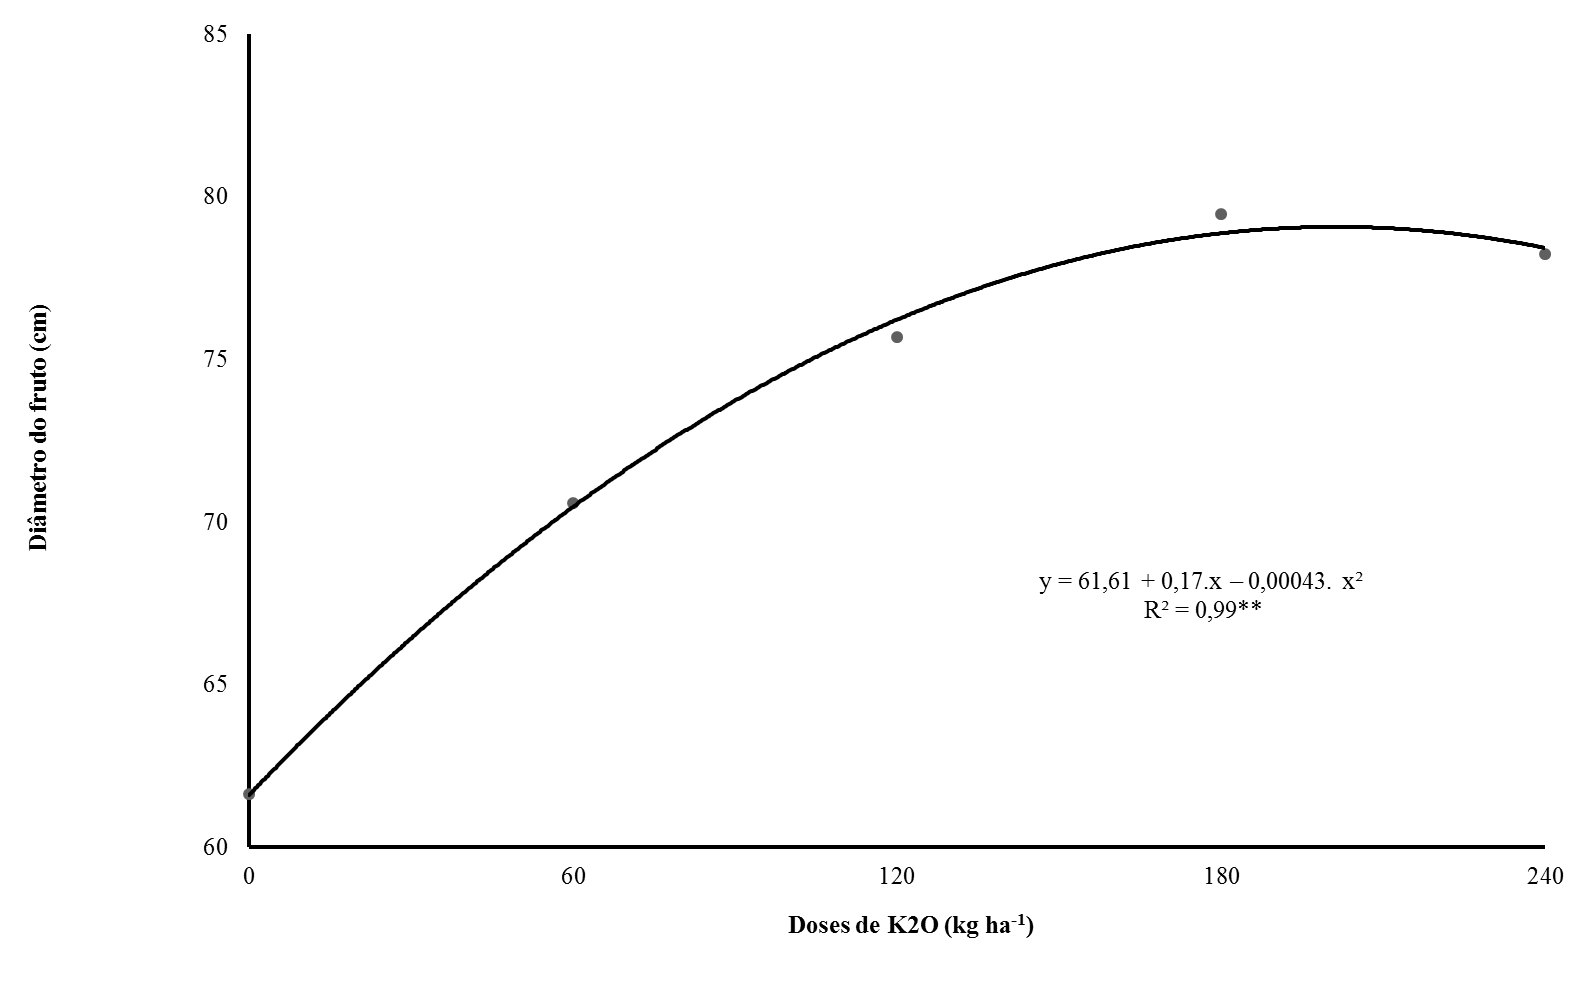 85
80
75
70
65
60
Diâmetro do fruto (cm)
y = 61,61 + 0,17.x – 0,00043. x²
R² = 0,99**
0 60 120 180 240
Doses de K2O (kg ha⁻¹)